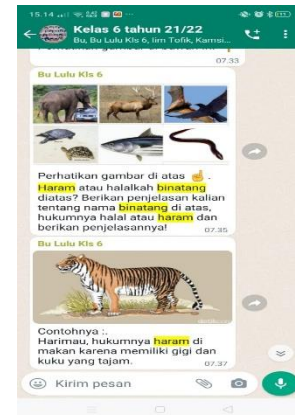 15.14
Kelas 6 tahun 21/22
Bu, Bu Lulu Kls 6, Iim Tofik, Kamsi...
07.33
Bu Lulu Kls 6
Perhatikan gambar di atas ☝.
Haram atau halalkah binatang
diatas? Berikan penjelasan kalian
tentang nama binatang di atas,
hukumnya halal atau haram dan
berikan penjelasannya!
07.35
Bu Lulu Kls 6
Contohnya :.
Harimau, hukumnya haram di
makan karena memiliki gigi dan
kuku yang tajam.
07.37
Kirim pesan